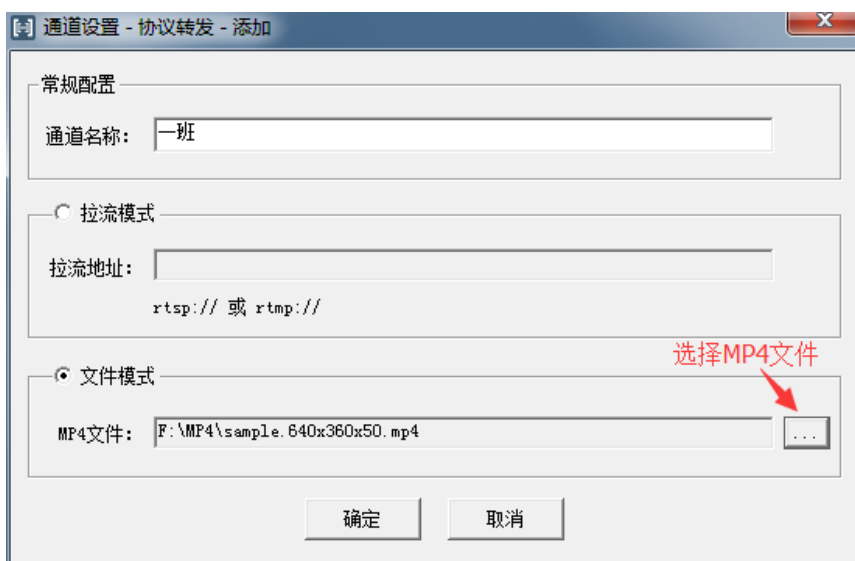 通道设置 - 协议转发 - 添加
常规配置
通道名称: 一班
拉流模式
拉流地址:
rtsp:// 或 rtmp://
选择MP4文件
文件模式
MP4文件: F:\MP4\sample.640x360x50.mp4 ...
确定 取消